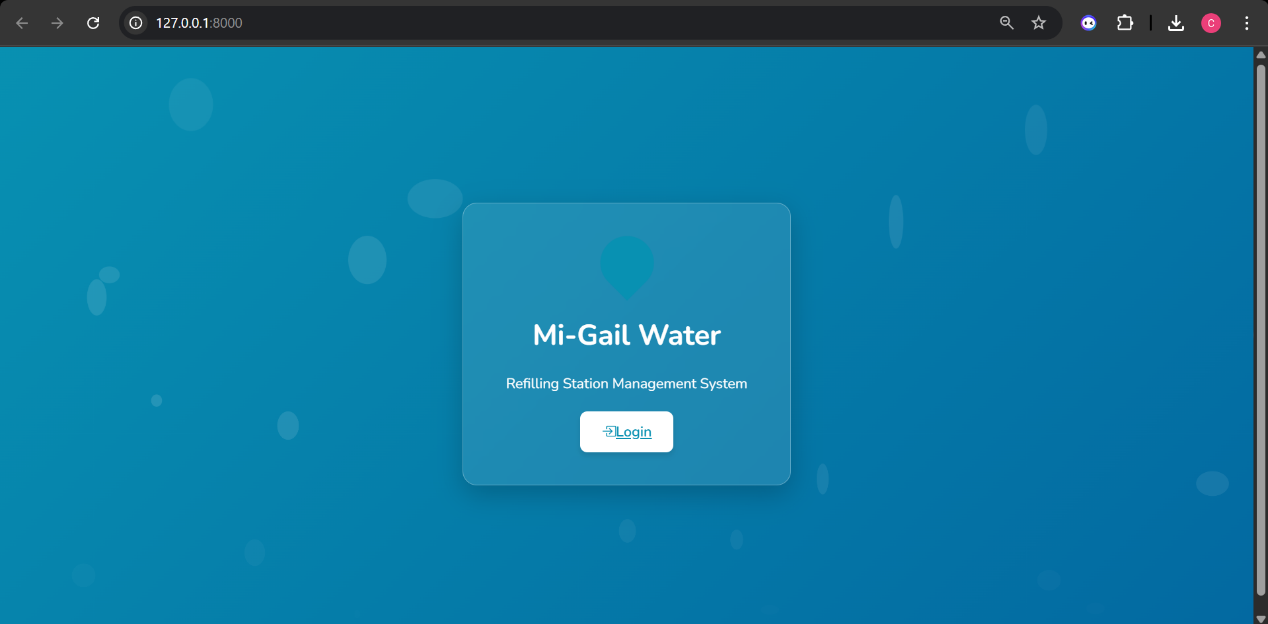 127.0.0.1:8000
C
Mi-Gail Water
Refilling Station Management System
Login